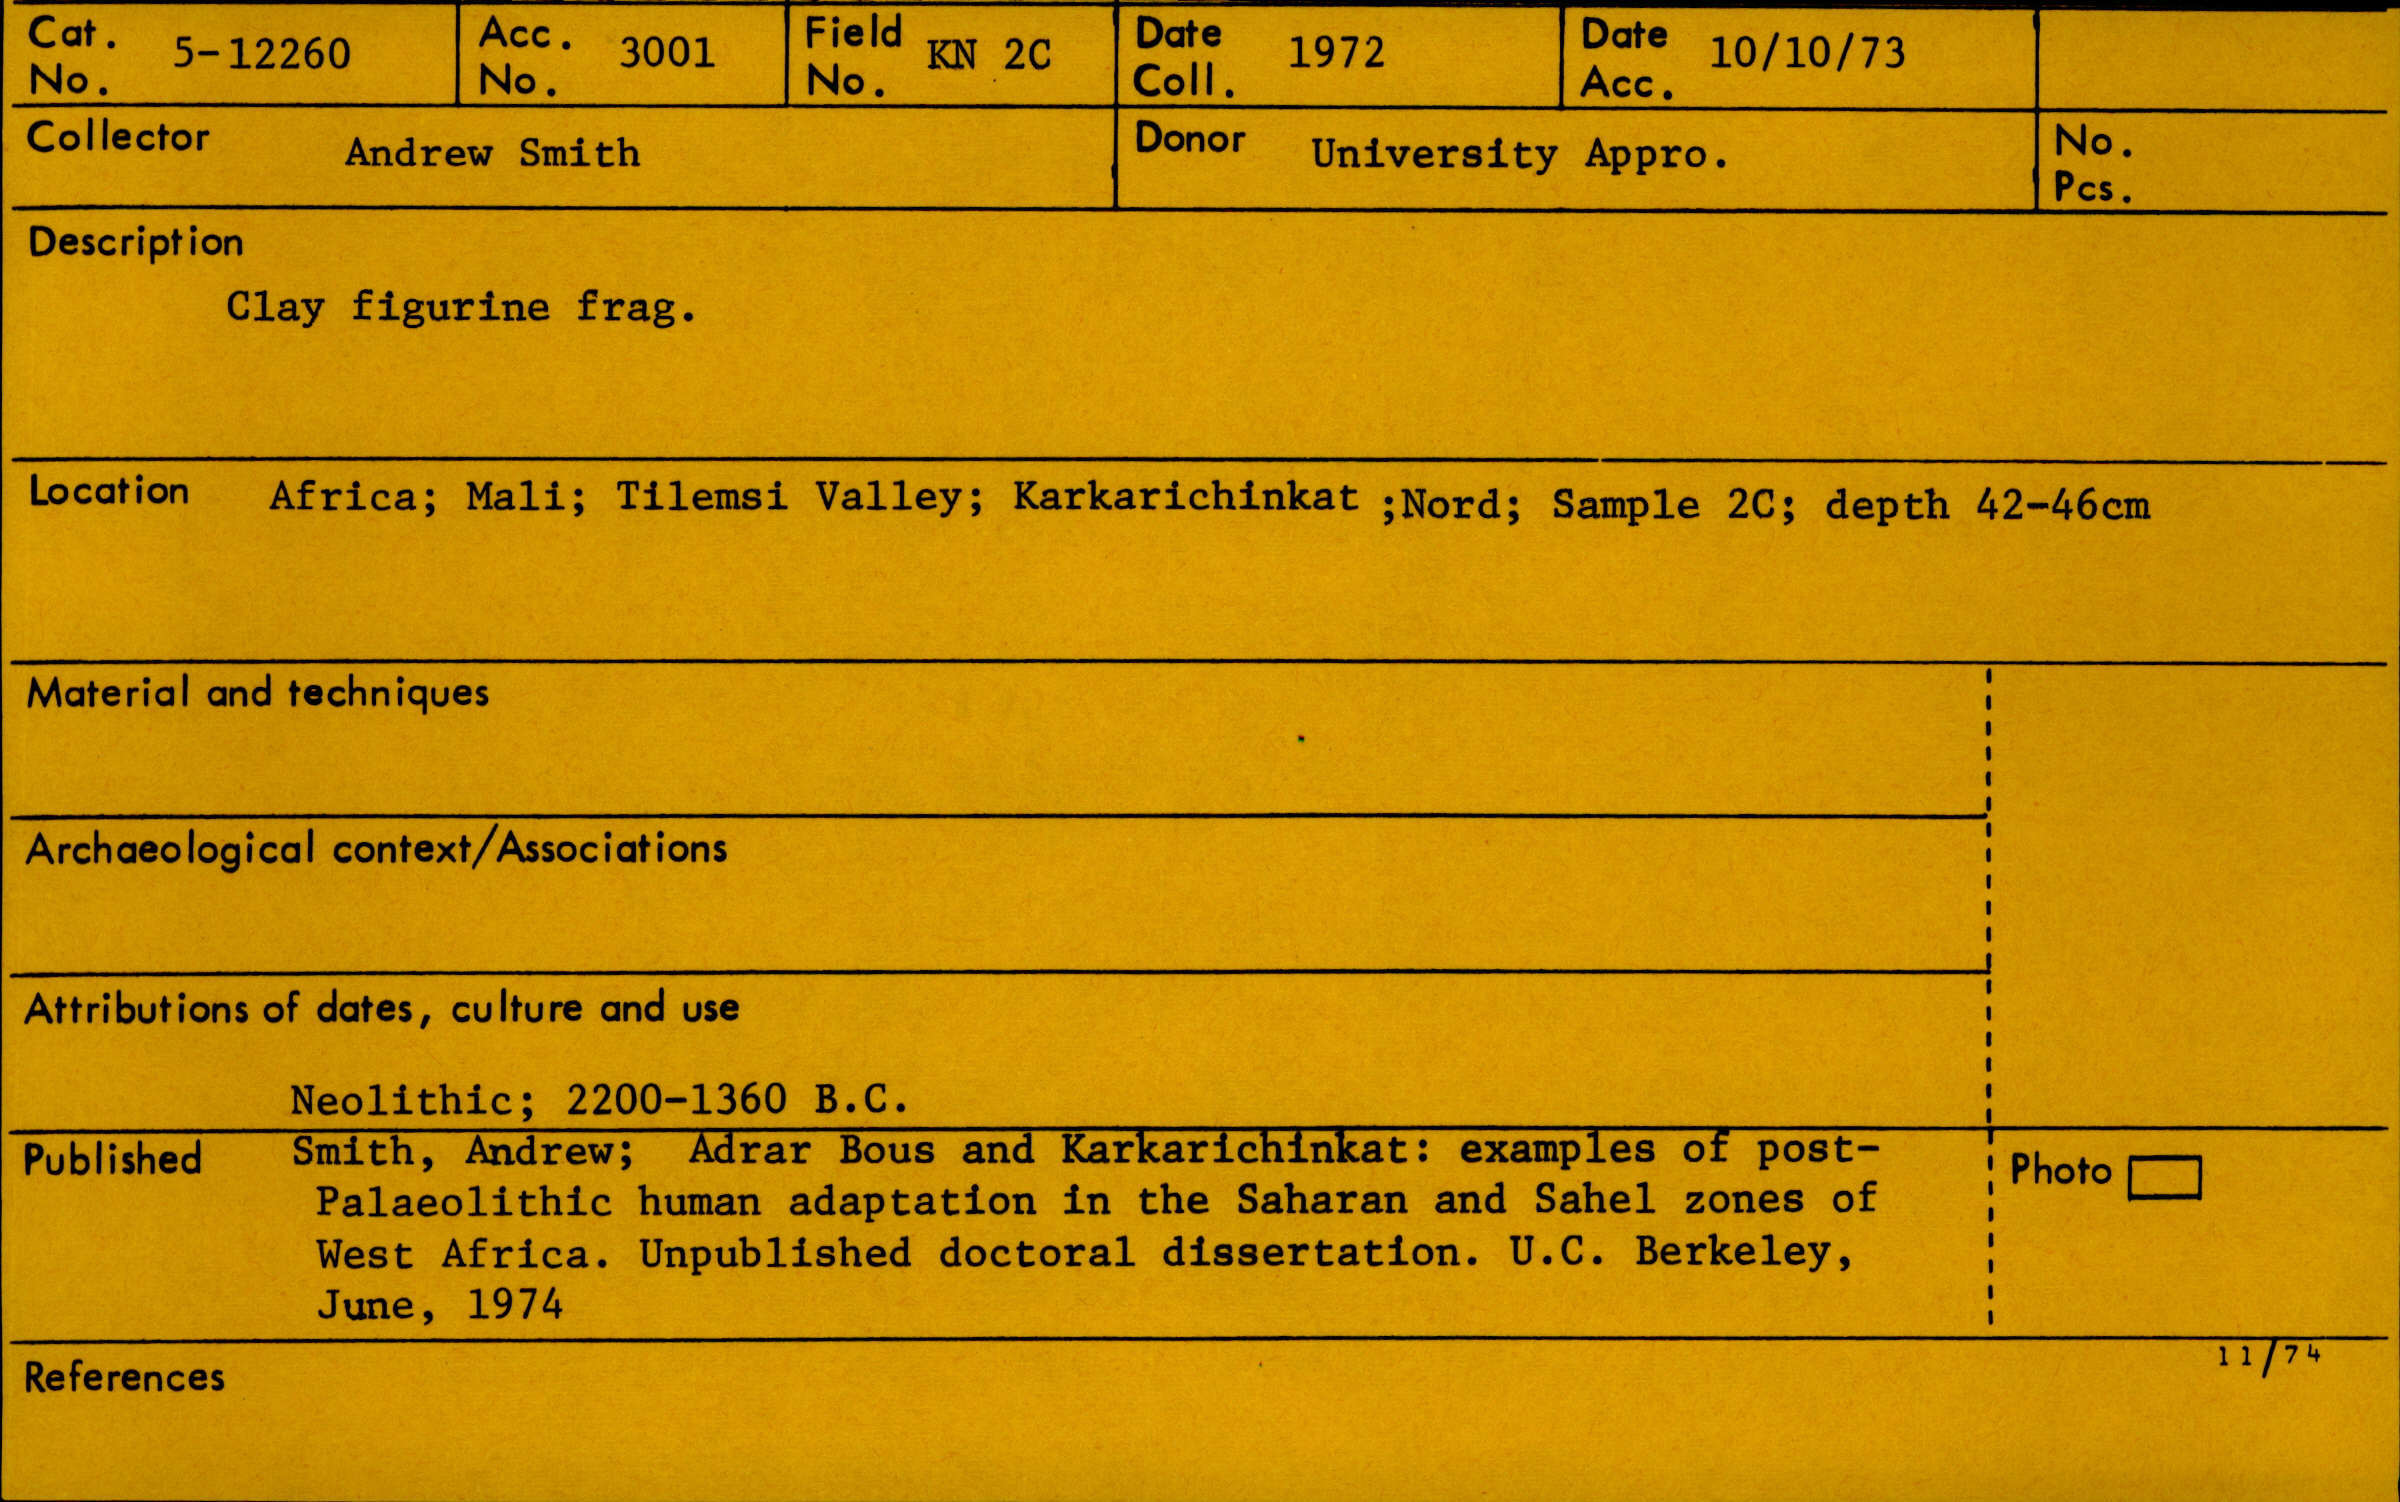 Cat. No. 5-12260 Acc. No. 3001 Field No. KN 2C Date Coll. 1972 Date Acc. 10/10/73
Collector Andrew Smith Donor University Appro. No. Pcs.
Description
Clay figurine frag.
Location Africa; Mali; Tilemsi Valley; Karkarichinkat ;Nord; Sample 2C; depth 42-46cm
Material and techniques
Archaeological context/Associations
Attributions of dates, culture and use
Neolithic; 2200-1360 B.C.
Published Smith, Andrew; Adrar Bous and Karkarichinkat: examples of post-
Palaeolithic human adaptation in the Saharan and Sahel zones of
West Africa. Unpublished doctoral dissertation. U.C. Berkeley,
June, 1974
Photo
References
11/74